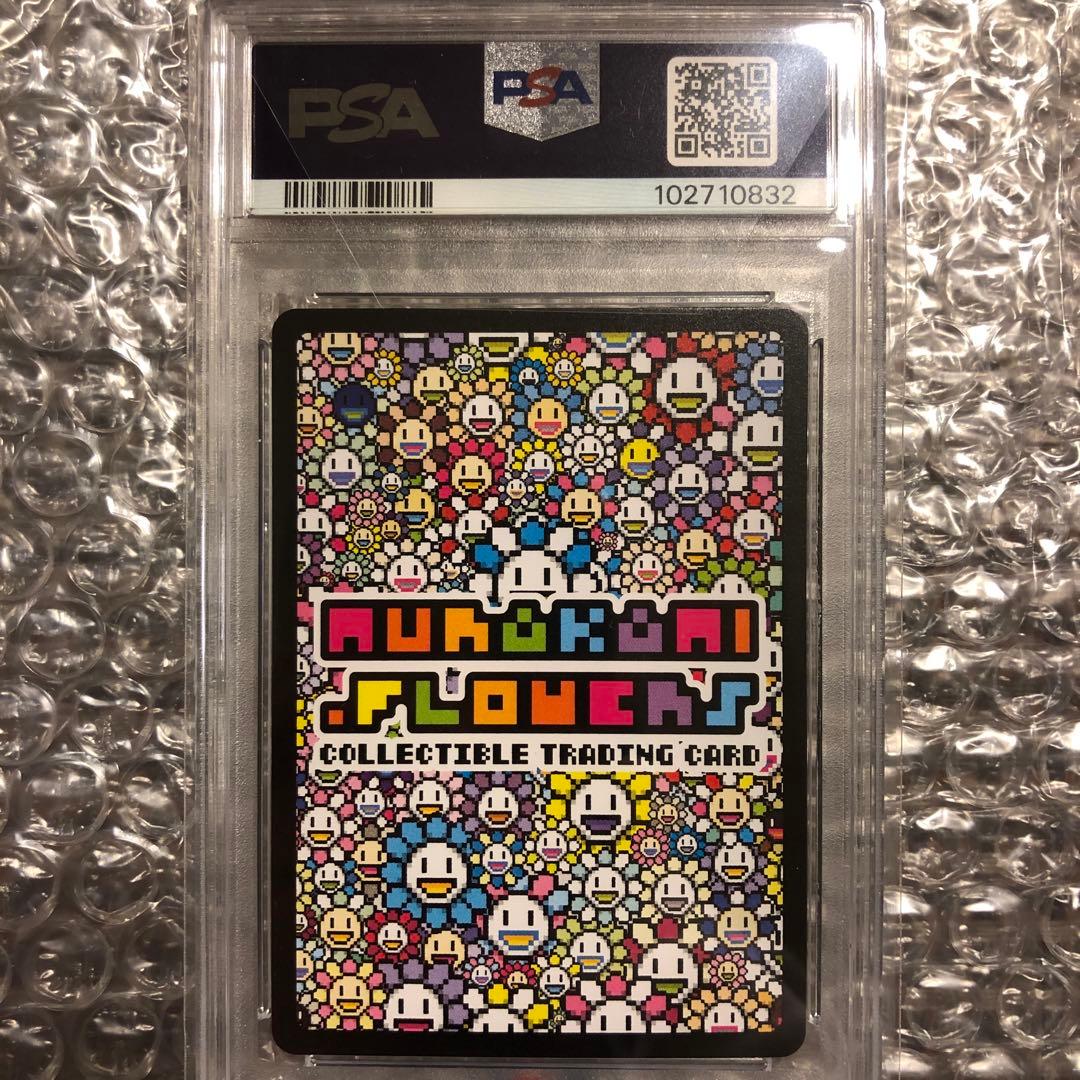 PSA PSA
102710832
MURAKAMI
.FLOWERS
COLLECTIBLE TRADING CARD